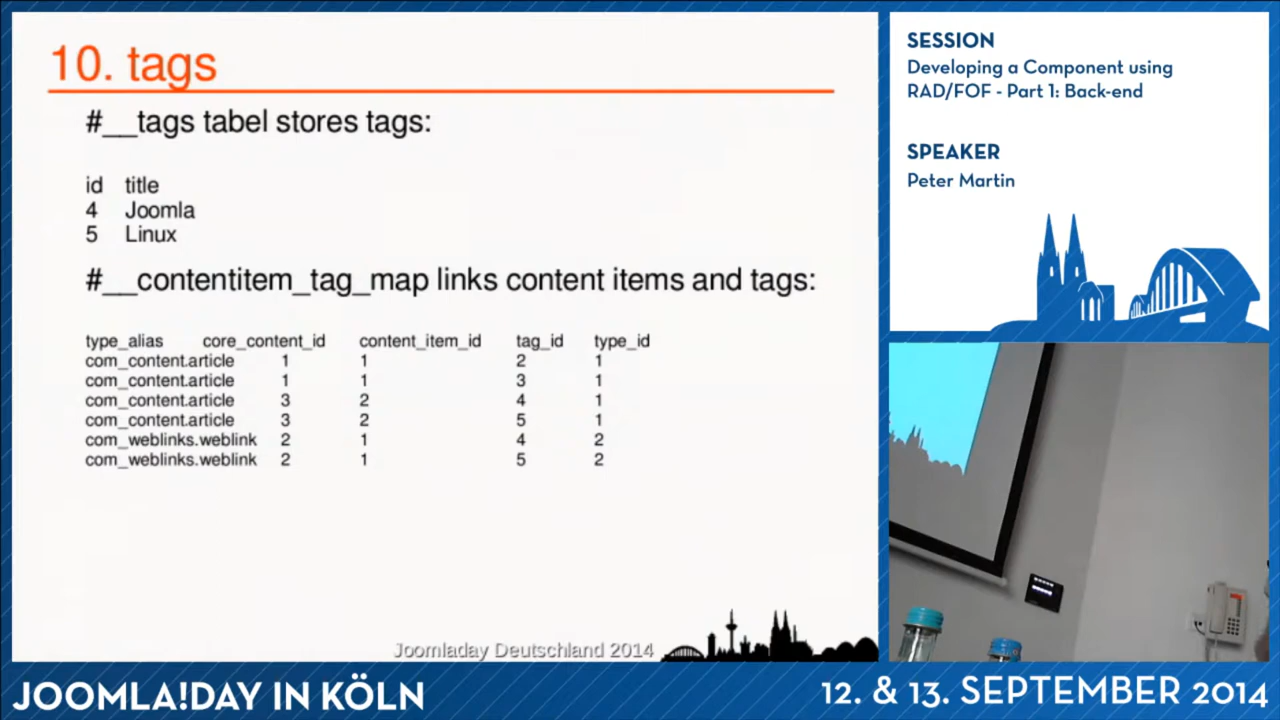 10. tags
#__tags tabel stores tags:
id title
4 Joomla
5 Linux
#__contentitem_tag_map links content items and tags:
type_alias core_content_id content_item_id tag_id type_id
com_content.article 1 1 2 1
com_content.article 1 1 3 1
com_content.article 3 2 4 1
com_content.article 3 2 5 1
com_weblinks.weblink 2 1 4 2
com_weblinks.weblink 2 1 5 2
Joomladay Deutschland 2014
SESSION
Developing a Component using
RAD/FOF - Part 1: Back-end
SPEAKER
Peter Martin
JOOMLA!DAY IN KÖLN
12. & 13. SEPTEMBER 2014